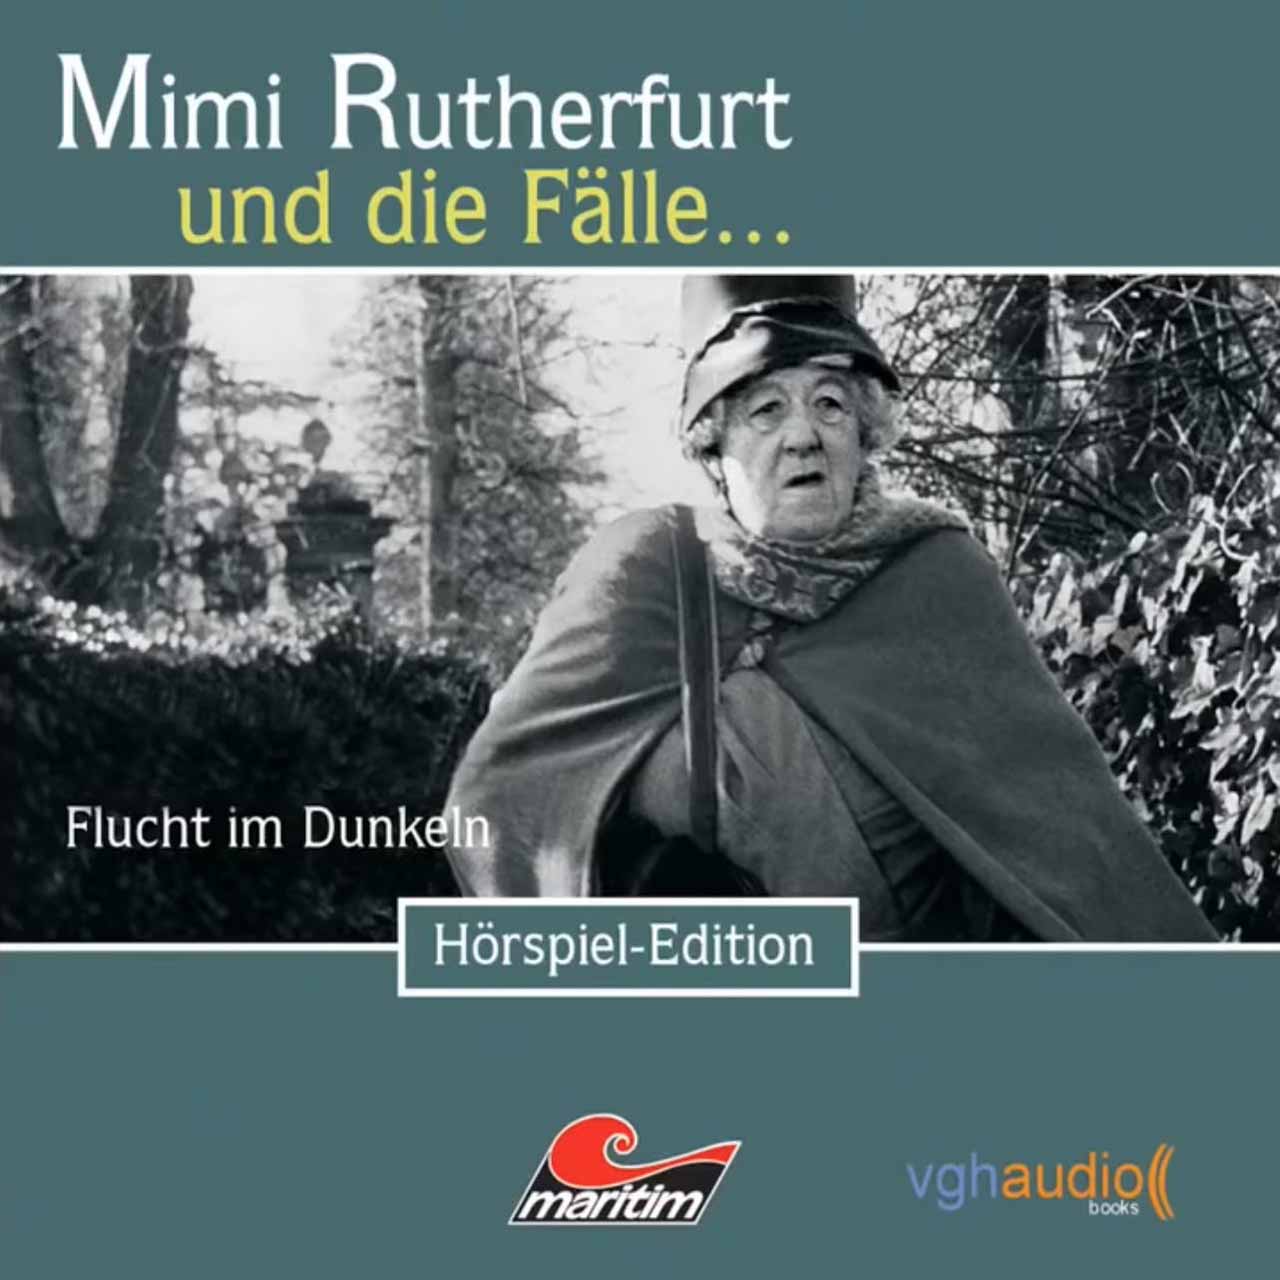 Mimi Rutherfurt
und die Fälle...
Flucht im Dunkeln
Hörspiel-Edition
maritim
vghaudio
books